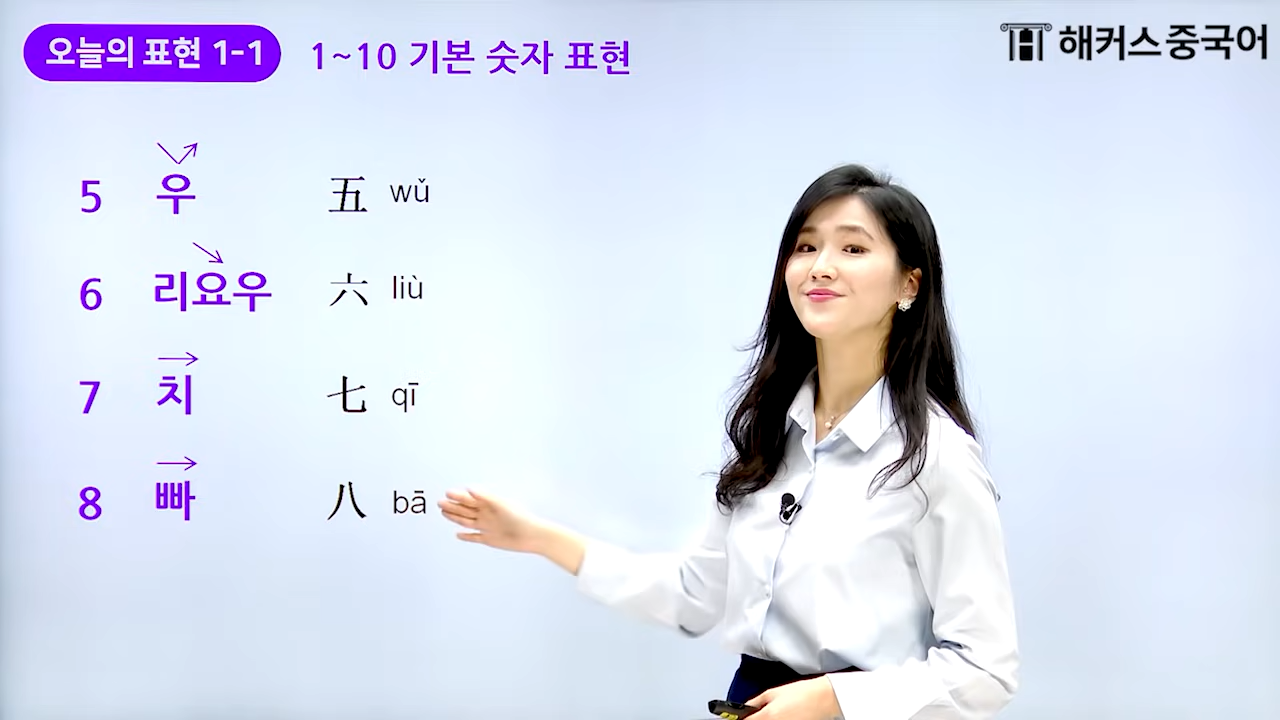 오늘의 표현 1-1 1~10 기본 숫자 표현
해커스중국어
5 우 五 wǔ
6 리요우 六 liù
7 치 七 qī
8 빠 八 bā